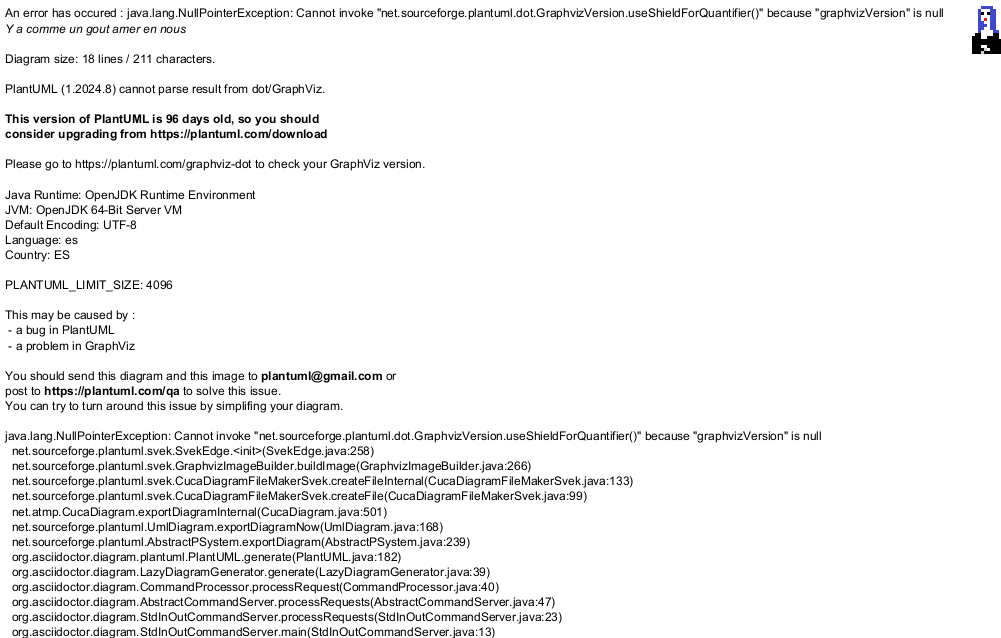 An error has occured : java.lang.NullPointerException: Cannot invoke "net.sourceforge.plantuml.dot.GraphvizVersion.useShieldForQuantifier()" because "graphvizVersion" is null
Y a comme un gout amer en nous
Diagram size: 18 lines / 211 characters.
PlantUML (1.2024.8) cannot parse result from dot/GraphViz.
This version of PlantUML is 96 days old, so you should
consider upgrading from https://plantuml.com/download
Please go to https://plantuml.com/graphviz-dot to check your GraphViz version.
Java Runtime: OpenJDK Runtime Environment
JVM: OpenJDK 64-Bit Server VM
Default Encoding: UTF-8
Language: es
Country: ES
PLANTUML_LIMIT_SIZE: 4096
This may be caused by :
- a bug in PlantUML
- a problem in GraphViz
You should send this diagram and this image to plantuml@gmail.com or
post to https://plantuml.com/qa to solve this issue.
You can try to turn around this issue by simplifing your diagram.
java.lang.NullPointerException: Cannot invoke "net.sourceforge.plantuml.dot.GraphvizVersion.useShieldForQuantifier()" because "graphvizVersion" is null
net.sourceforge.plantuml.svek.SvekEdge.<init>(SvekEdge.java:258)
net.sourceforge.plantuml.svek.GraphvizImageBuilder.buildImage(GraphvizImageBuilder.java:266)
net.sourceforge.plantuml.svek.CucaDiagramFileMakerSvek.createFileInternal(CucaDiagramFileMakerSvek.java:133)
net.sourceforge.plantuml.svek.CucaDiagramFileMakerSvek.createFile(CucaDiagramFileMakerSvek.java:99)
net.atmp.CucaDiagram.exportDiagramInternal(CucaDiagram.java:501)
net.sourceforge.plantuml.UmlDiagram.exportDiagramNow(UmlDiagram.java:168)
net.sourceforge.plantuml.AbstractPSystem.exportDiagram(AbstractPSystem.java:239)
org.asciidoctor.diagram.plantuml.PlantUML.generate(PlantUML.java:182)
org.asciidoctor.diagram.LazyDiagramGenerator.generate(LazyDiagramGenerator.java:39)
org.asciidoctor.diagram.CommandProcessor.processRequest(CommandProcessor.java:40)
org.asciidoctor.diagram.AbstractCommandServer.processRequests(AbstractCommandServer.java:47)
org.asciidoctor.diagram.StdInOutCommandServer.processRequests(StdInOutCommandServer.java:23)
org.asciidoctor.diagram.StdInOutCommandServer.main(StdInOutCommandServer.java:13)